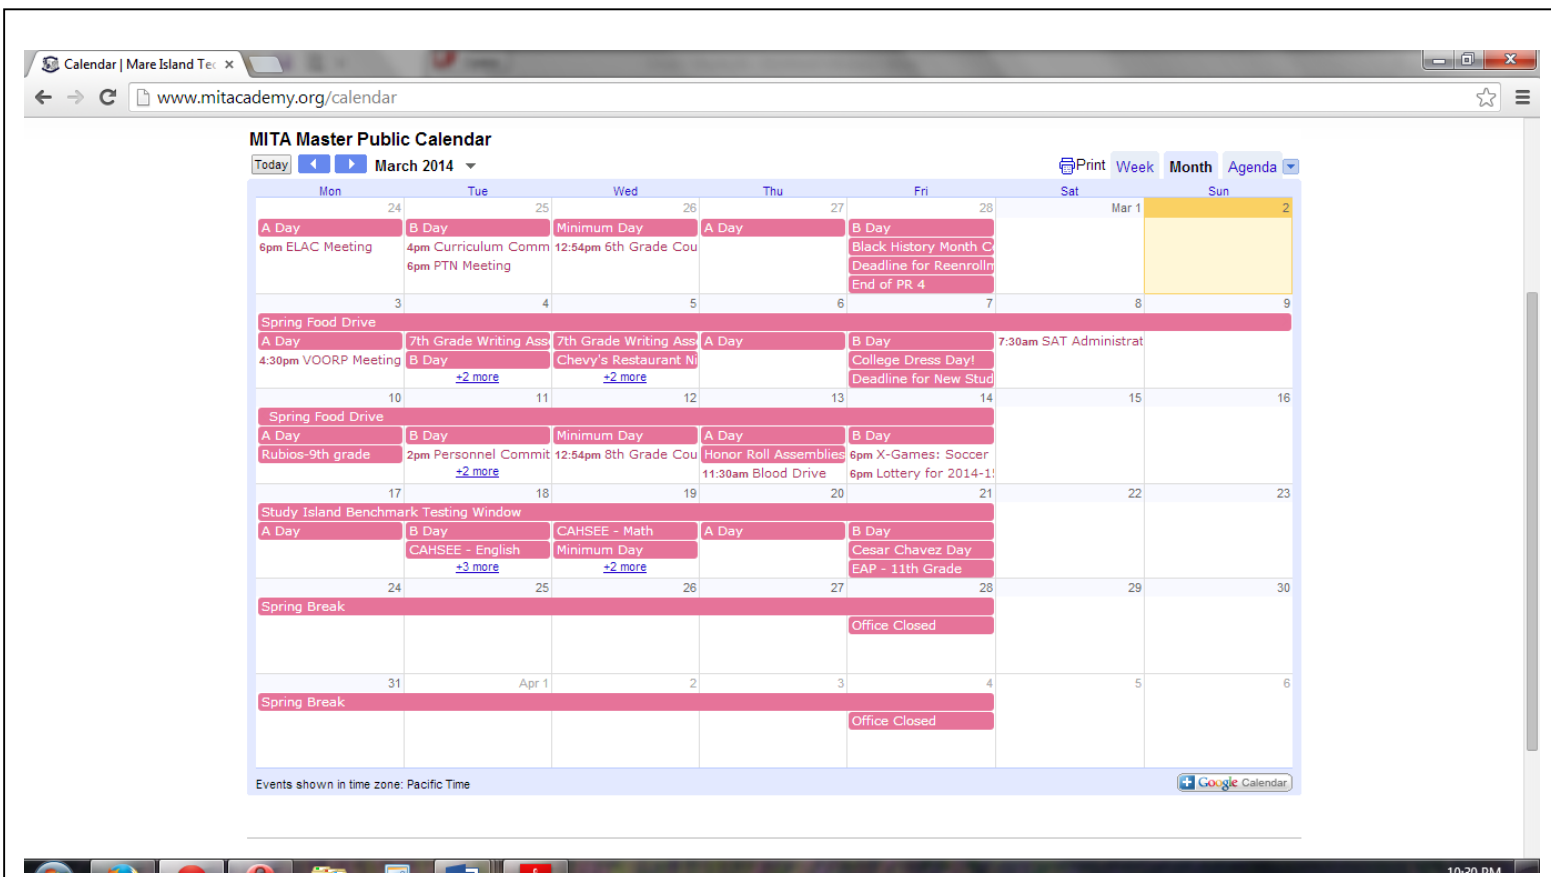 Calendar | Mare Island Tec
www.mitacademy.org/calendar
MITA Master Public Calendar
Today March 2014 Print Week Month Agenda
Mon Tue Wed Thu Fri Sat Sun
24 25 26 27 28 Mar 1 2
A Day B Day Minimum Day A Day B Day
6pm ELAC Meeting 4pm Curriculum Comm 12:54pm 6th Grade Cou Black History Month C
6pm PTN Meeting Deadline for Reenrollm
End of PR 4
3 4 5 6 7 8 9
Spring Food Drive
A Day 7th Grade Writing Ass 7th Grade Writing Ass A Day B Day 7:30am SAT Administrat
4:30pm VOORP Meeting B Day Chevy's Restaurant Ni College Dress Day!
+2 more +2 more Deadline for New Stud
10 11 12 13 14 15 16
Spring Food Drive
A Day B Day Minimum Day A Day B Day
Rubios-9th grade 2pm Personnel Commit 12:54pm 8th Grade Cou Honor Roll Assemblies 6pm X-Games: Soccer
+2 more 11:30am Blood Drive 6pm Lottery for 2014-1
17 18 19 20 21 22 23
Study Island Benchmark Testing Window
A Day B Day CAHSEE - Math A Day B Day
CAHSEE - English Minimum Day Cesar Chavez Day
+3 more +2 more EAP - 11th Grade
24 25 26 27 28 29 30
Spring Break
Office Closed
31 Apr 1 2 3 4 5 6
Spring Break
Office Closed
Events shown in time zone: Pacific Time Google Calendar
10:30 PM